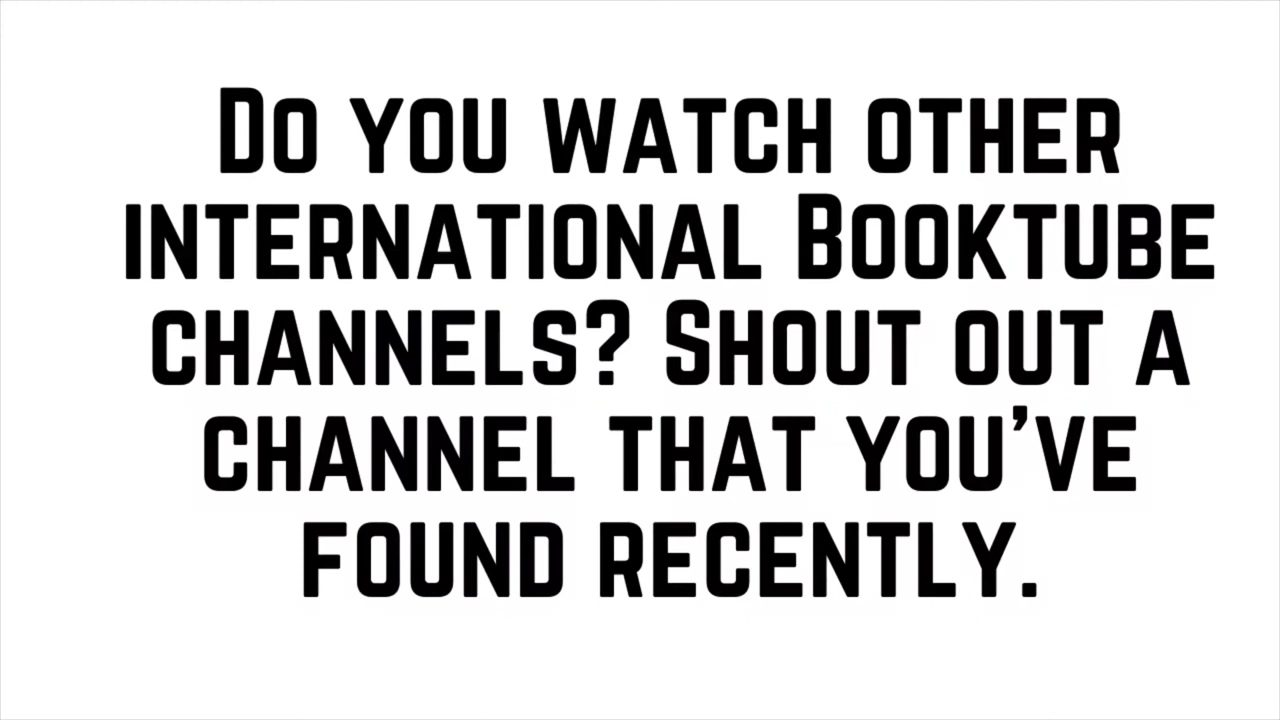 Do you watch other
international Booktube
channels? Shout out a
channel that you've
found recently.